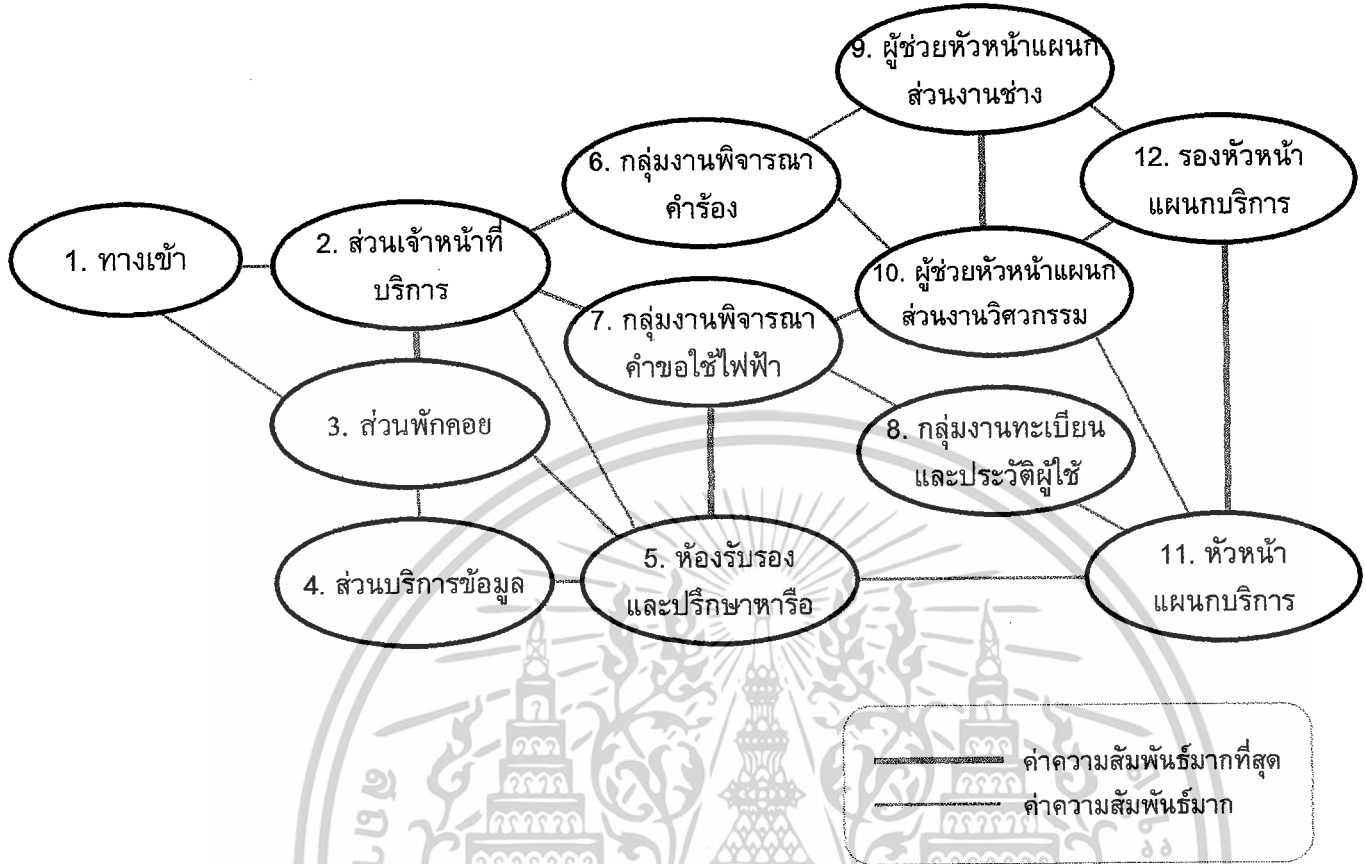 9. ผู้ช่วยหัวหน้าแผนก
ส่วนงานช่าง
6. กลุ่มงานพิจารณา
คำร้อง
12. รองหัวหน้า
แผนกบริการ
1. ทางเข้า
2. ส่วนเจ้าหน้าที่
บริการ
10. ผู้ช่วยหัวหน้าแผนก
ส่วนงานวิศวกรรม
7. กลุ่มงานพิจารณา
คำขอใช้ไฟฟ้า
3. ส่วนพักคอย
8. กลุ่มงานทะเบียน
และประวัติผู้ใช้
4. ส่วนบริการข้อมูล
5. ห้องรับรอง
และปรึกษาหารือ
11. หัวหน้า
แผนกบริการ
ค่าความสัมพันธ์มากที่สุด
ค่าความสัมพันธ์มาก